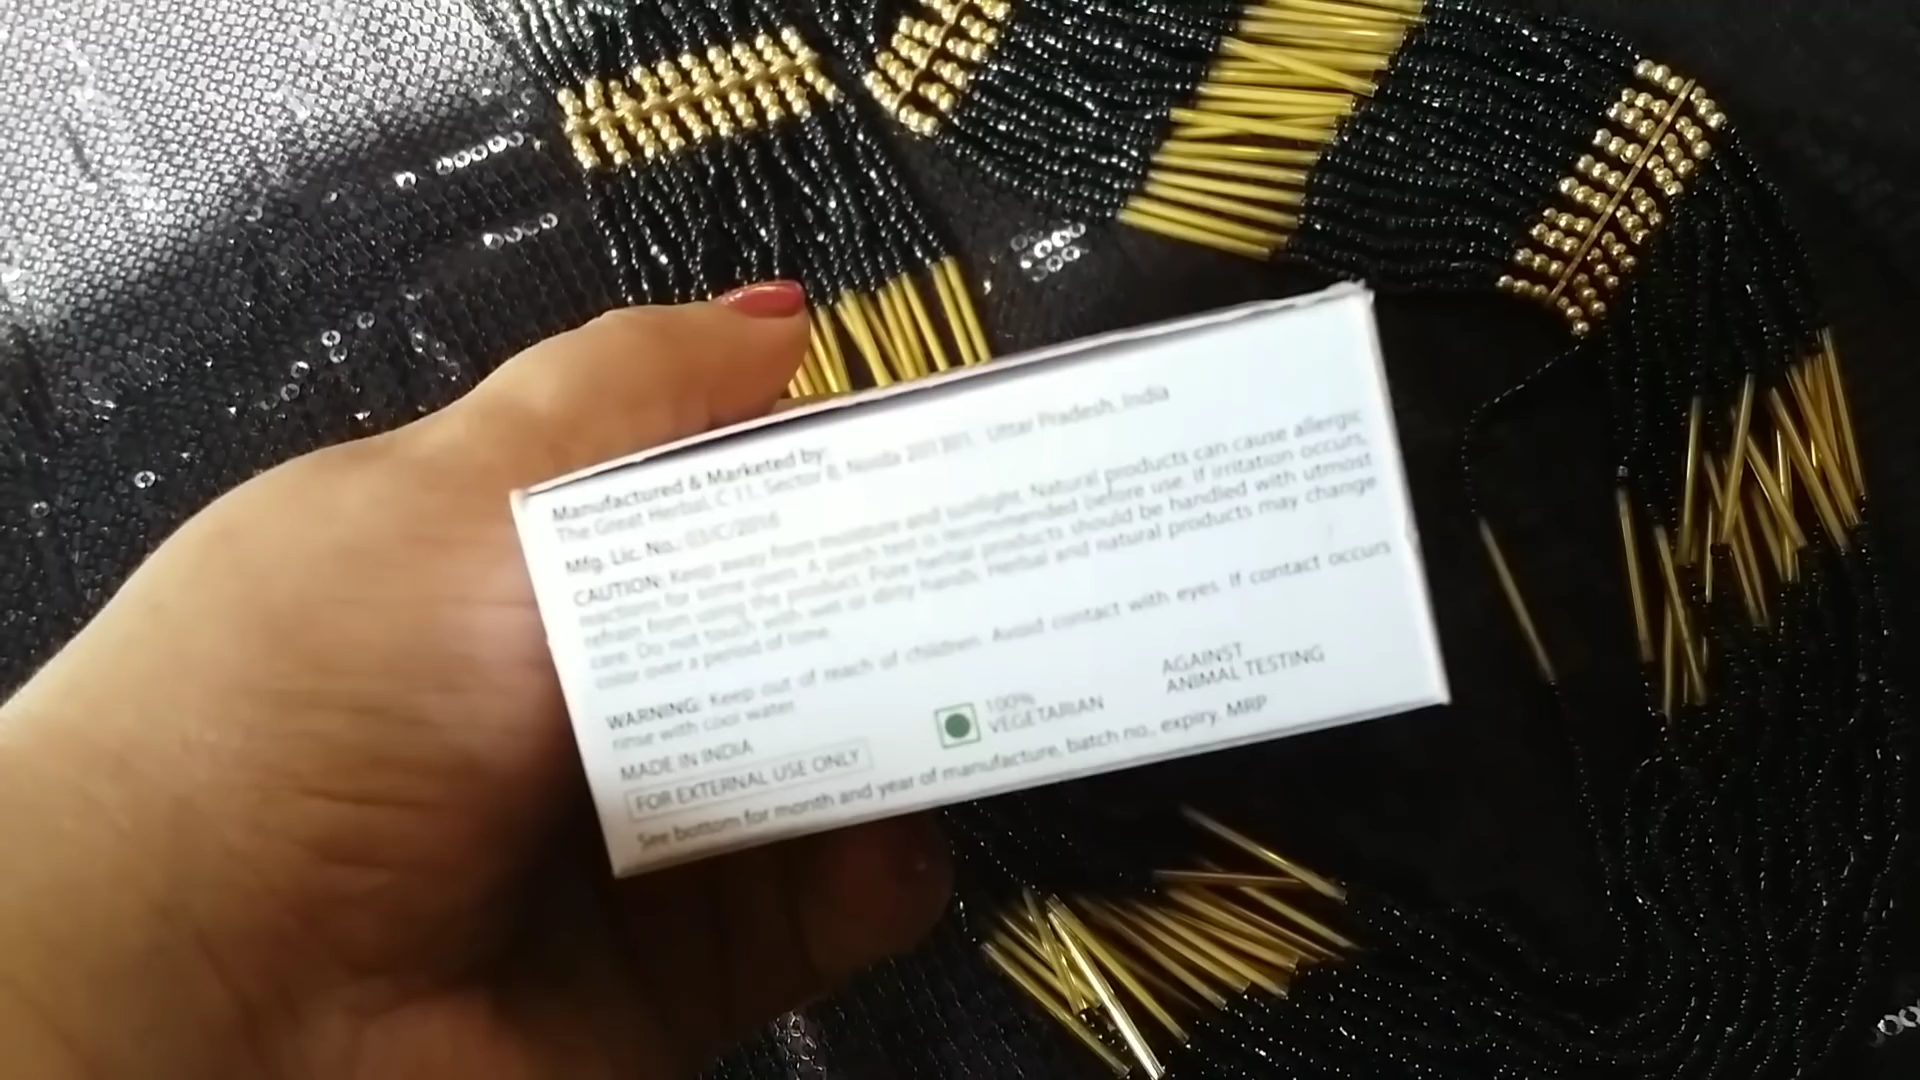 Manufactured & Marketed by:
The Great Herbal, C 11, Sector 8, Noida 201301. Uttar Pradesh, India
Mfg. Lic. No.: 03/C/2016
CAUTION: Keep away from moisture and sunlight. Natural products can cause allergic
reactions for some users. A patch test is recommended before use. If irritation occurs,
refrain from using the product. Pure herbal products should be handled with utmost
care. Do not touch with wet or dirty hands. Herbal and natural products may change
color over a period of time.
WARNING: Keep out of reach of children. Avoid contact with eyes. If contact occurs
rinse with cool water.
MADE IN INDIA
FOR EXTERNAL USE ONLY
100%
VEGETARIAN
AGAINST
ANIMAL TESTING
See bottom for month and year of manufacture, batch no., expiry, MRP